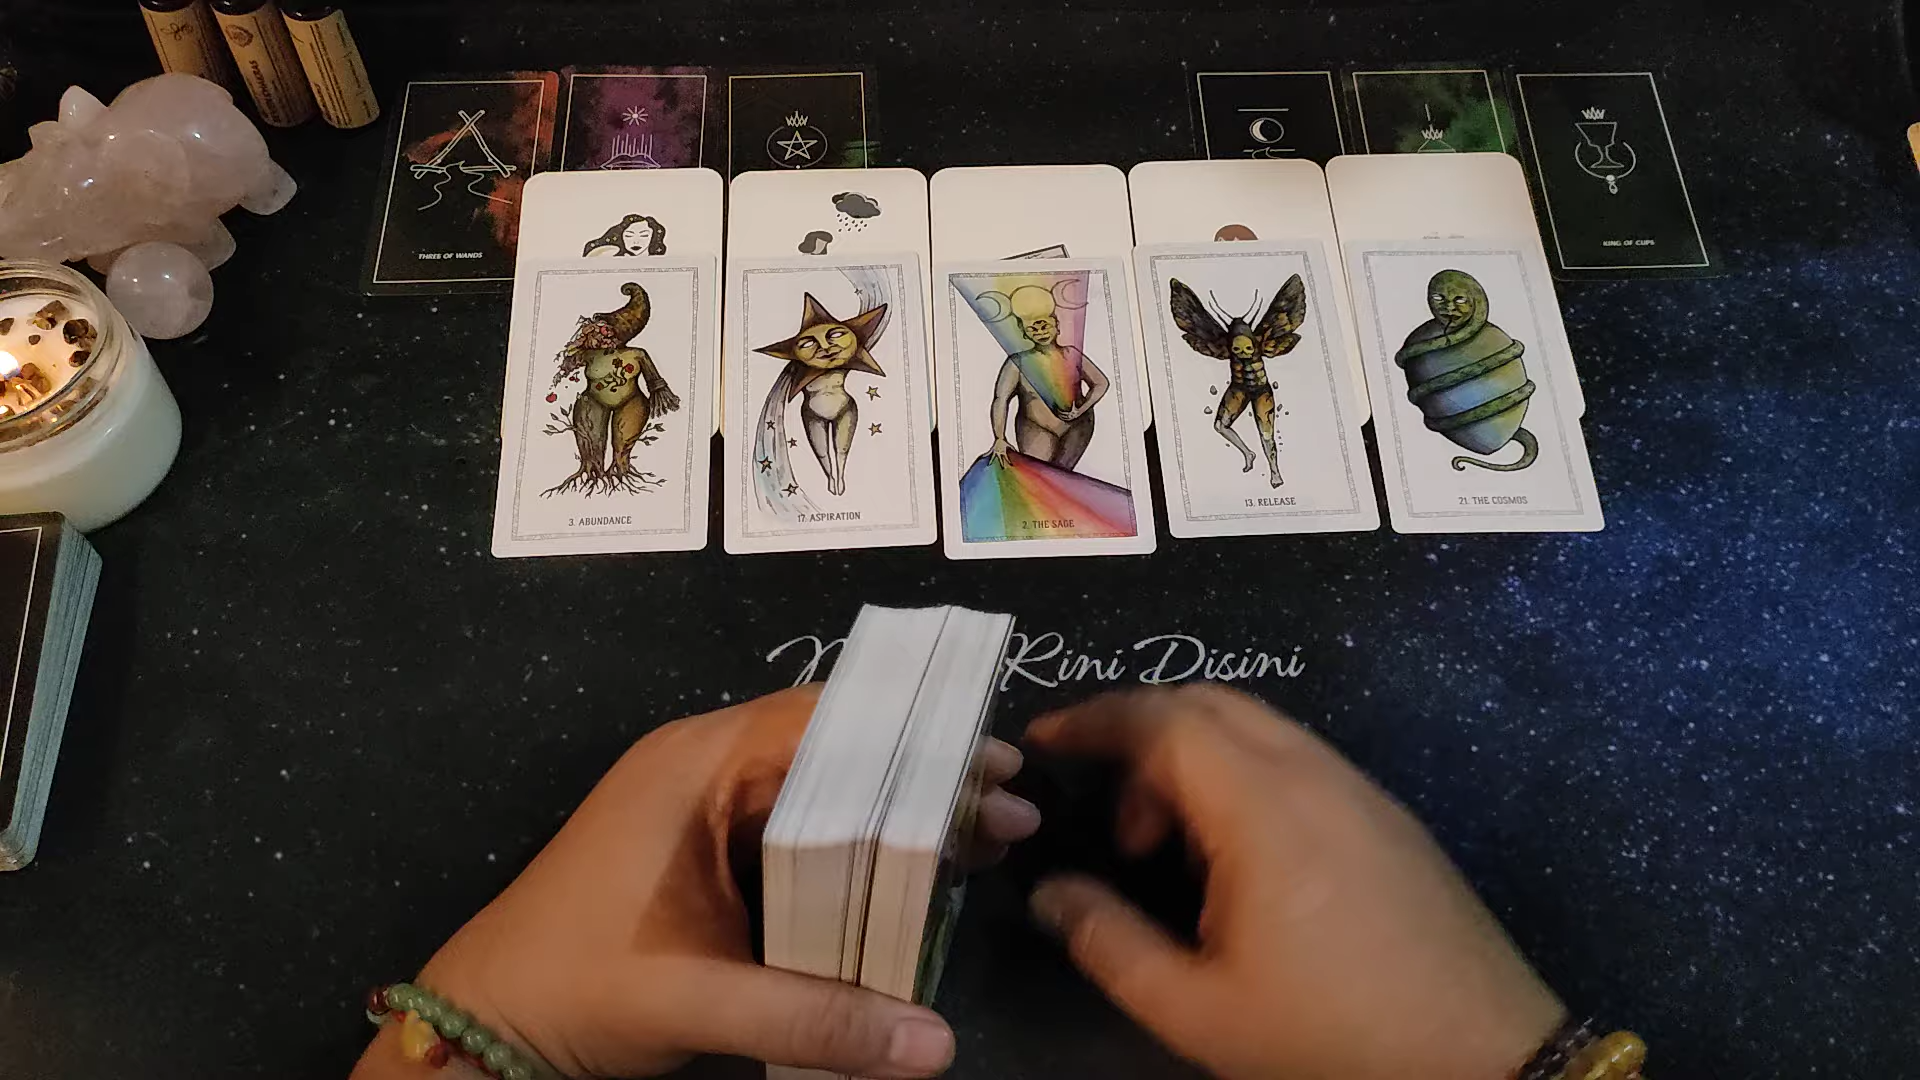 THREE OF WANDS
KING OF CUPS
3. ABUNDANCE
17. ASPIRATION
2. THE SAGE
13. RELEASE
21. THE COSMOS
Rini Disini